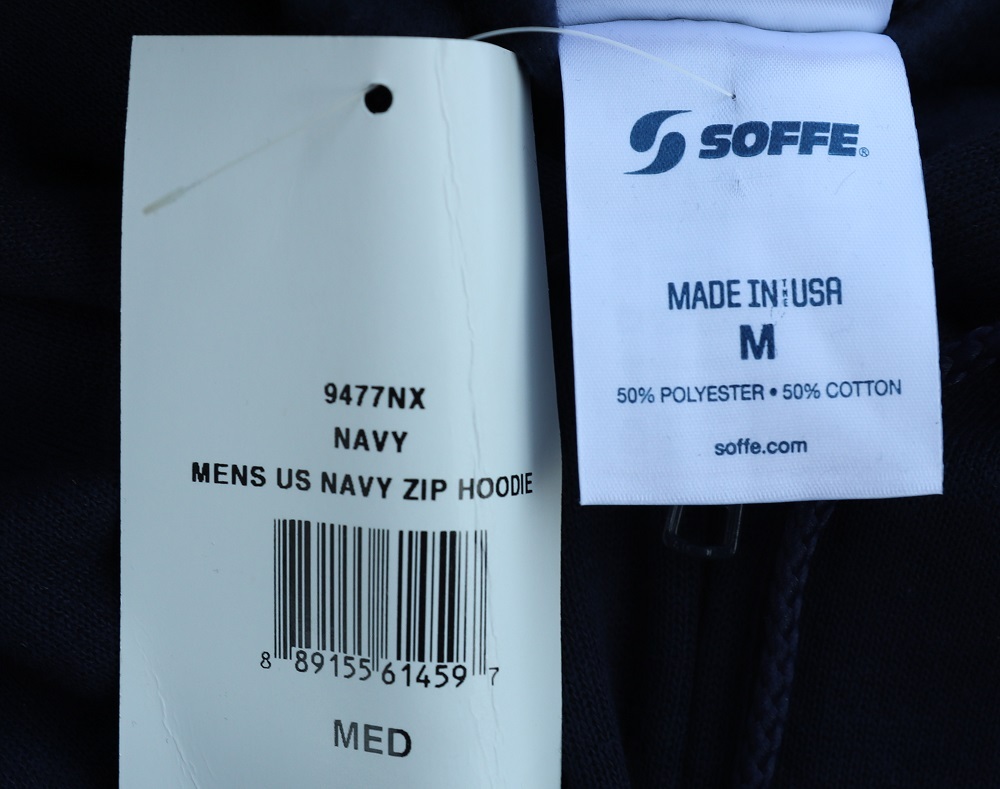 9477NX
NAVY
MENS US NAVY ZIP HOODIE
8 89155 61459 7
MED
SOFFE®
MADE IN THE USA
M
50% POLYESTER • 50% COTTON
soffe.com